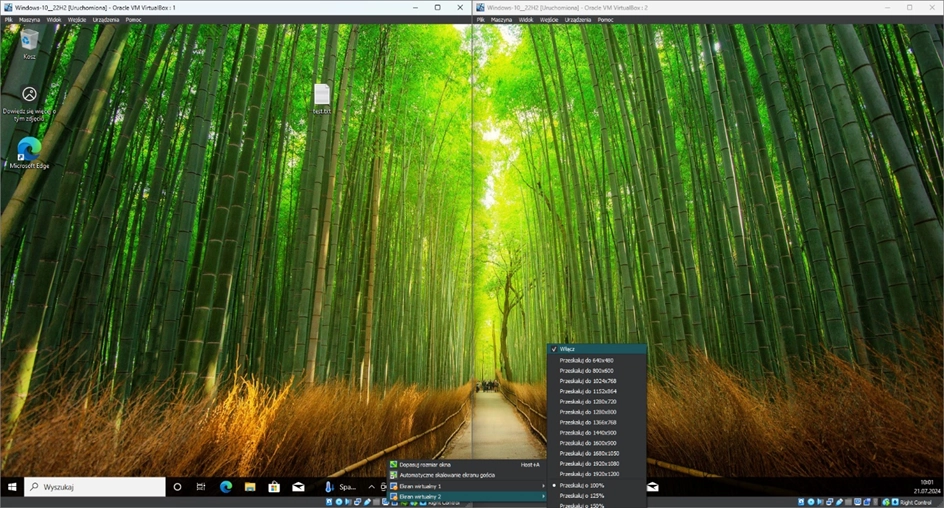 Windows-10__22H2 [Uruchomiona] - Oracle VM VirtualBox : 1
Plik Maszyna Widok Wejście Urządzenia Pomoc
Windows-10__22H2 [Uruchomiona] - Oracle VM VirtualBox : 2
Plik Maszyna Widok Wejście Urządzenia Pomoc
Kosz
Dowiedz się więcej o
tym zdjęciu
Microsoft Edge
test.txt
Włącz
Przeskaluj do 640x480
Przeskaluj do 800x600
Przeskaluj do 1024x768
Przeskaluj do 1152x864
Przeskaluj do 1280x720
Przeskaluj do 1280x800
Przeskaluj do 1366x768
Przeskaluj do 1440x900
Przeskaluj do 1600x900
Przeskaluj do 1680x1050
Przeskaluj do 1920x1080
Przeskaluj do 1920x1200
Przeskaluj o 100%
Przeskaluj o 125%
Przeskaluj o 150%
Dopasuj rozmiar okna Host+A
Automatyczne skalowanie ekranu gościa
Ekran wirtualny 1
Ekran wirtualny 2
Wyszukaj
Spa...
10:01
21.07.2024
Right Control
Right Control